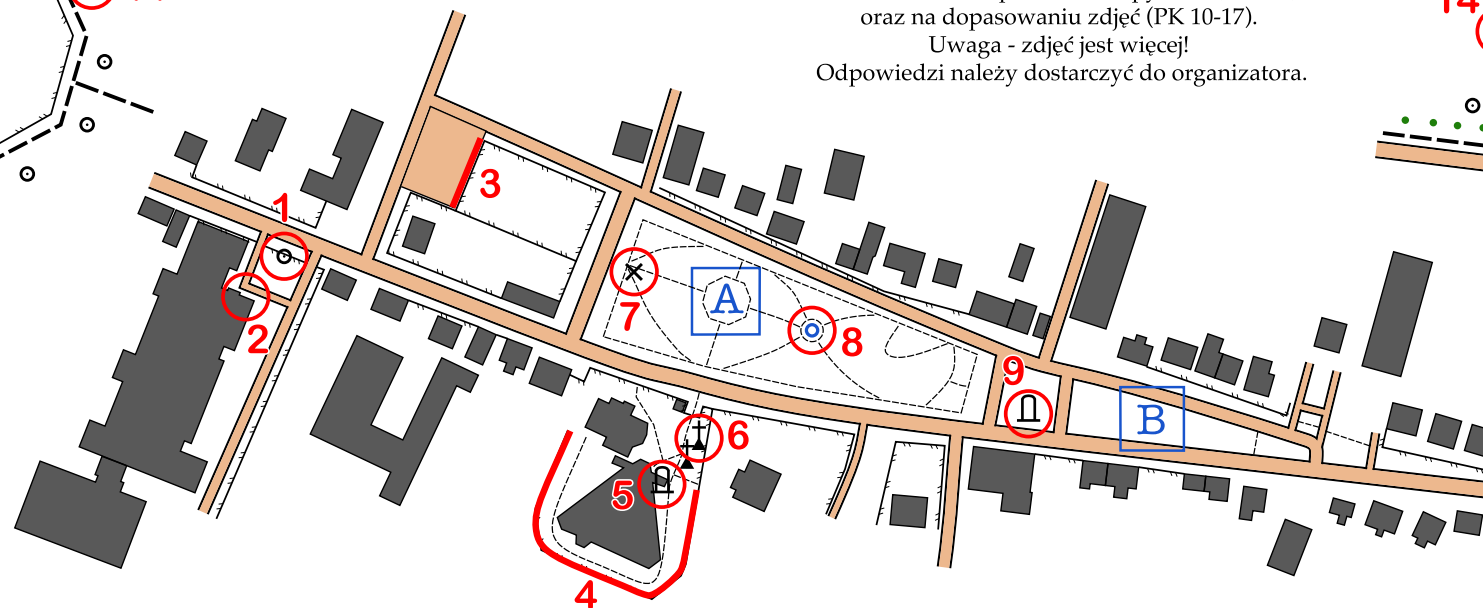 oraz na dopasowaniu zdjęć (PK 10-17).
Uwaga - zdjęć jest więcej!
Odpowiedzi należy dostarczyć do organizatora.
14
1
2
3
4
5
6
7
8
9
A
B